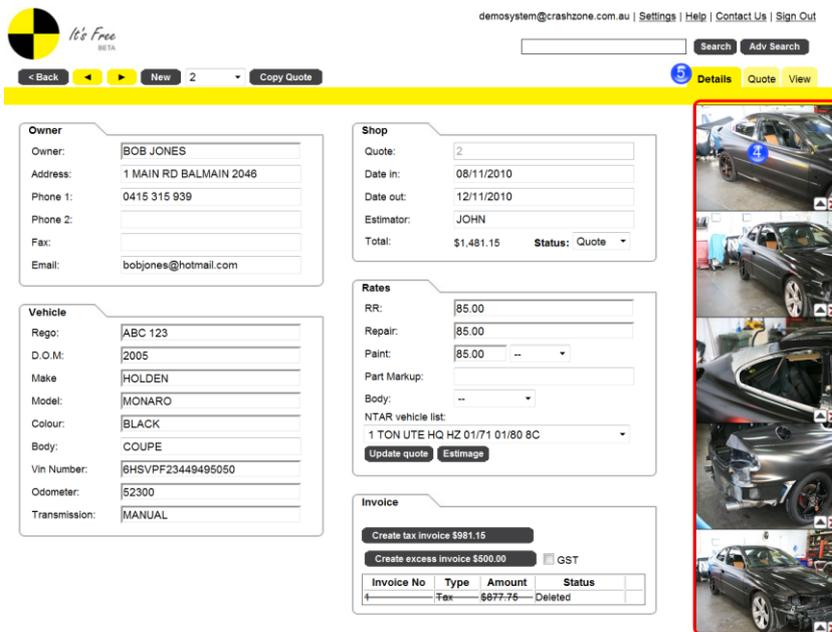 demosystem@crashzone.com.au | Settings | Help | Contact Us | Sign Out
It's Free
BETA
Search Adv Search
< Back New 2 Copy Quote
5 Details Quote View
Owner
Owner: BOB JONES
Address: 1 MAIN RD BALMAIN 2046
Phone 1: 0415 315 939
Phone 2:
Fax:
Email: bobjones@hotmail.com
Vehicle
Rego: ABC 123
D.O.M: 2005
Make HOLDEN
Model: MONARO
Colour: BLACK
Body: COUPE
Vin Number: 6HSVPF23449495050
Odometer: 52300
Transmission: MANUAL
Shop
Quote: 2
Date in: 08/11/2010
Date out: 12/11/2010
Estimator: JOHN
Total: $1,481.15 Status: Quote
Rates
RR: 85.00
Repair: 85.00
Paint: 85.00 --
Part Markup:
Body: --
NTAR vehicle list:
1 TON UTE HQ HZ 01/71 01/80 8C
Update quote Estimage
Invoice
Create tax invoice $981.15
Create excess invoice $500.00 GST
Invoice No Type Amount Status
1 Tax $877.75 Deleted
4